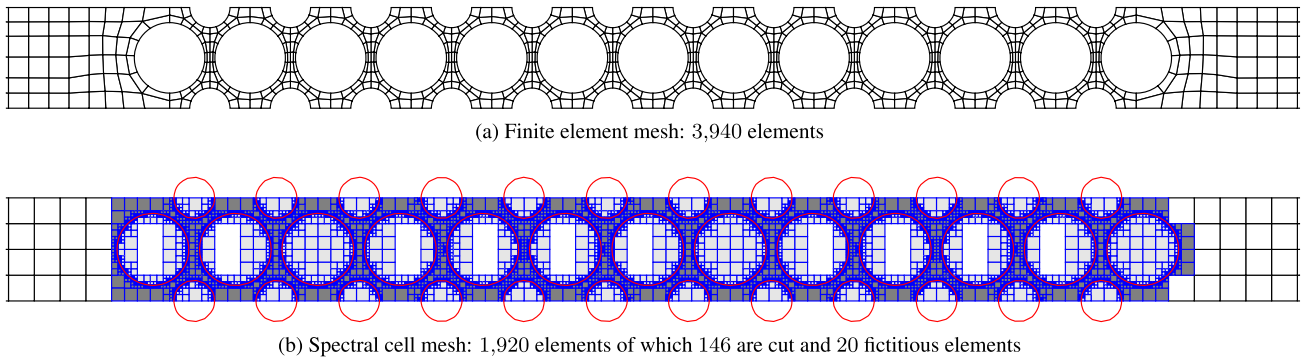 (a) Finite element mesh: 3,940 elements
(b) Spectral cell mesh: 1,920 elements of which 146 are cut and 20 fictitious elements